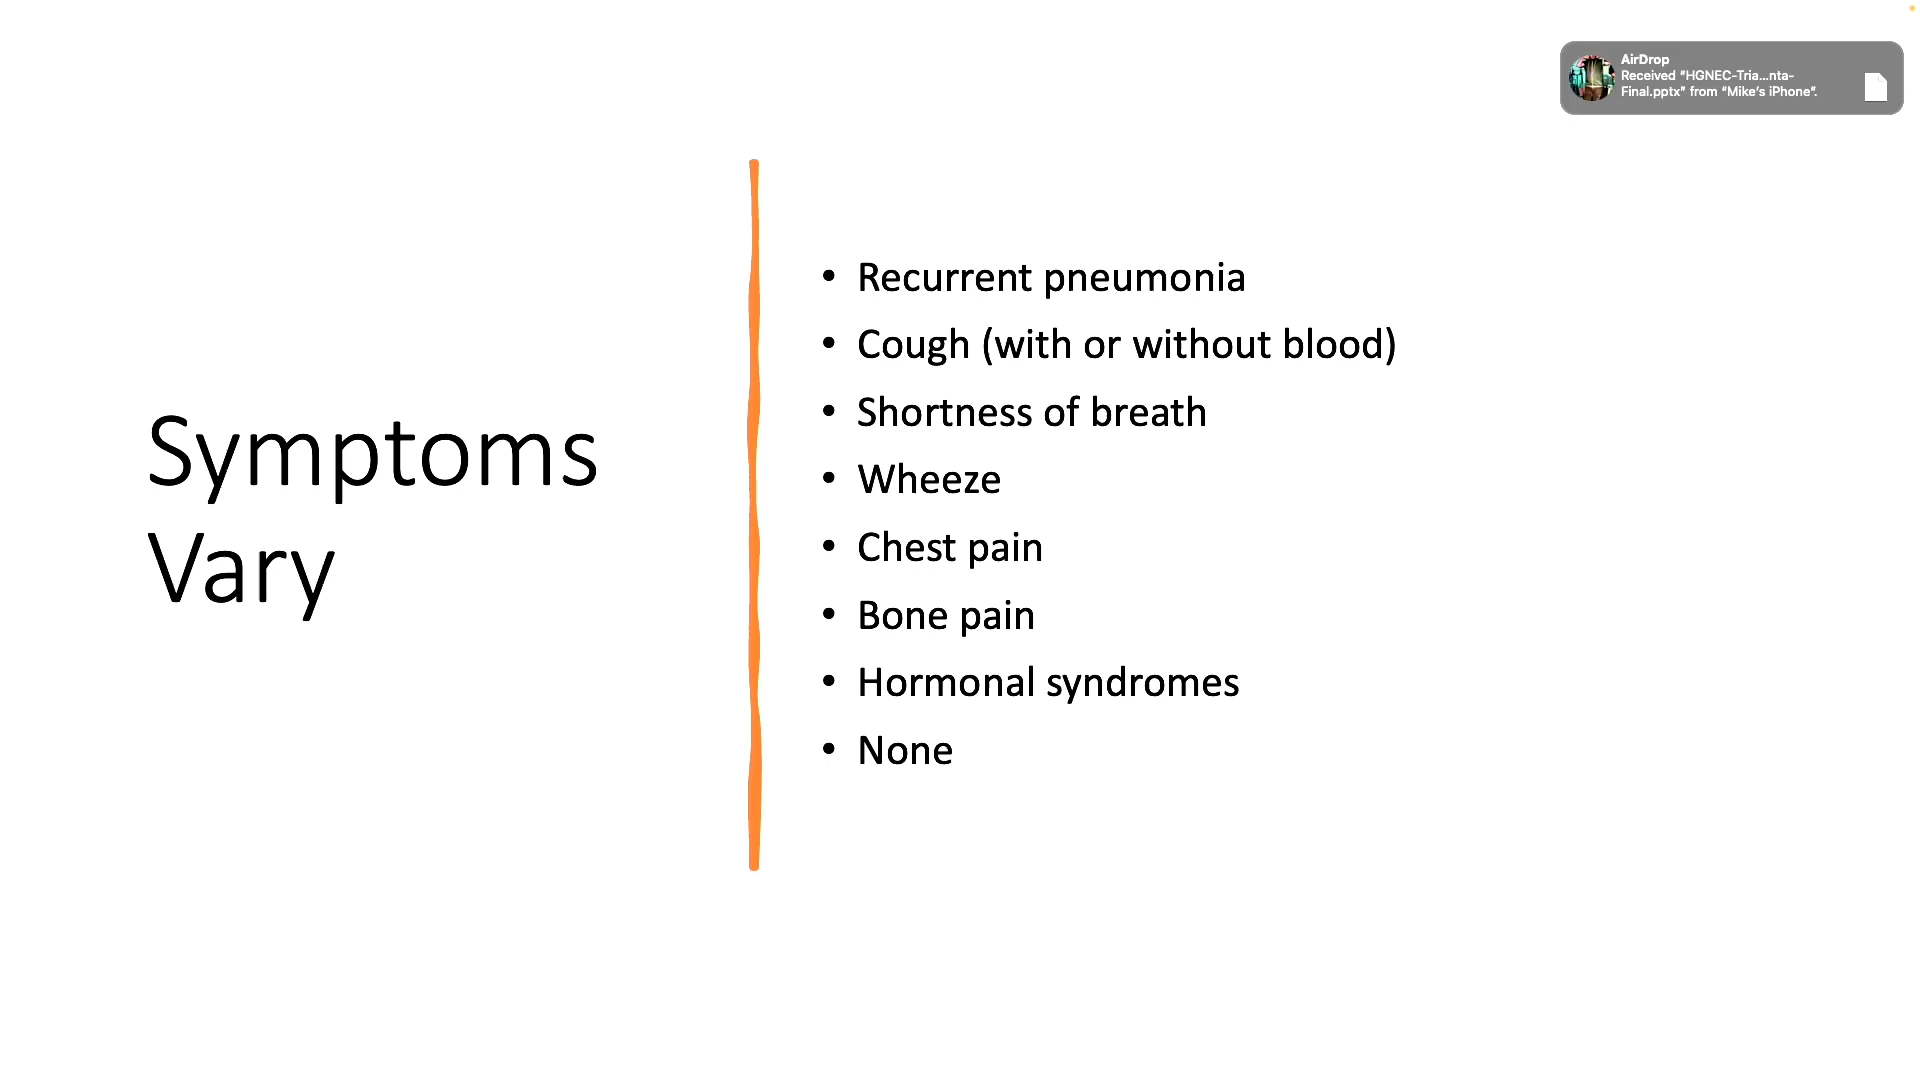 AirDrop
Received “HGNEC-Tria...nta-
Final.pptx” from “Mike’s iPhone”.
Symptoms
Vary
• Recurrent pneumonia
• Cough (with or without blood)
• Shortness of breath
• Wheeze
• Chest pain
• Bone pain
• Hormonal syndromes
• None